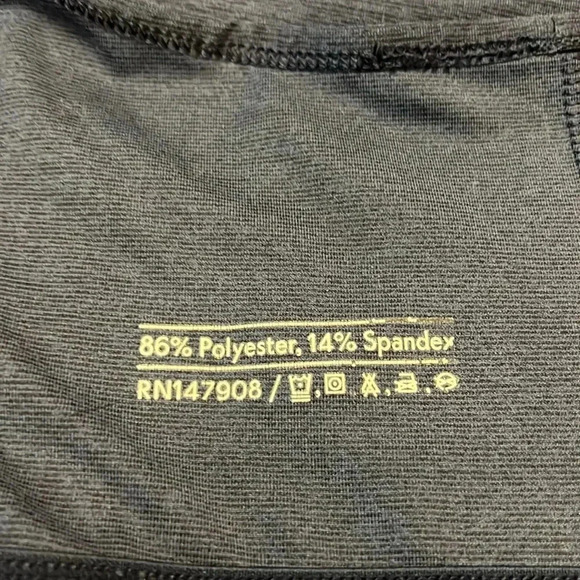 86% Polyester, 14% Spandex
RN147908 /